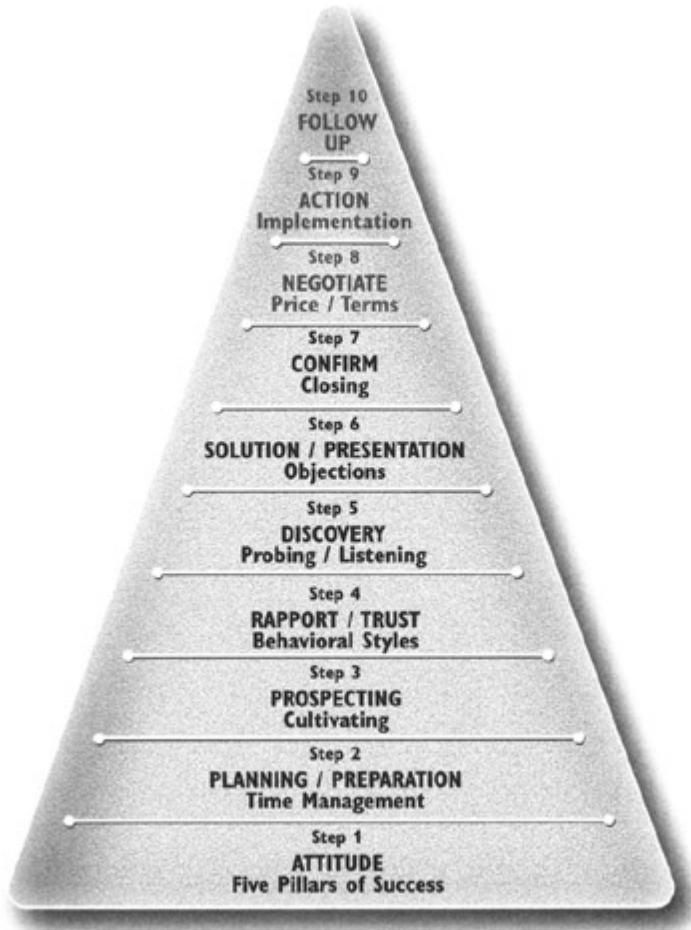 Step 10
FOLLOW
UP
Step 9
ACTION
Implementation
Step 8
NEGOTIATE
Price / Terms
Step 7
CONFIRM
Closing
Step 6
SOLUTION / PRESENTATION
Objections
Step 5
DISCOVERY
Probing / Listening
Step 4
RAPPORT / TRUST
Behavioral Styles
Step 3
PROSPECTING
Cultivating
Step 2
PLANNING / PREPARATION
Time Management
Step 1
ATTITUDE
Five Pillars of Success